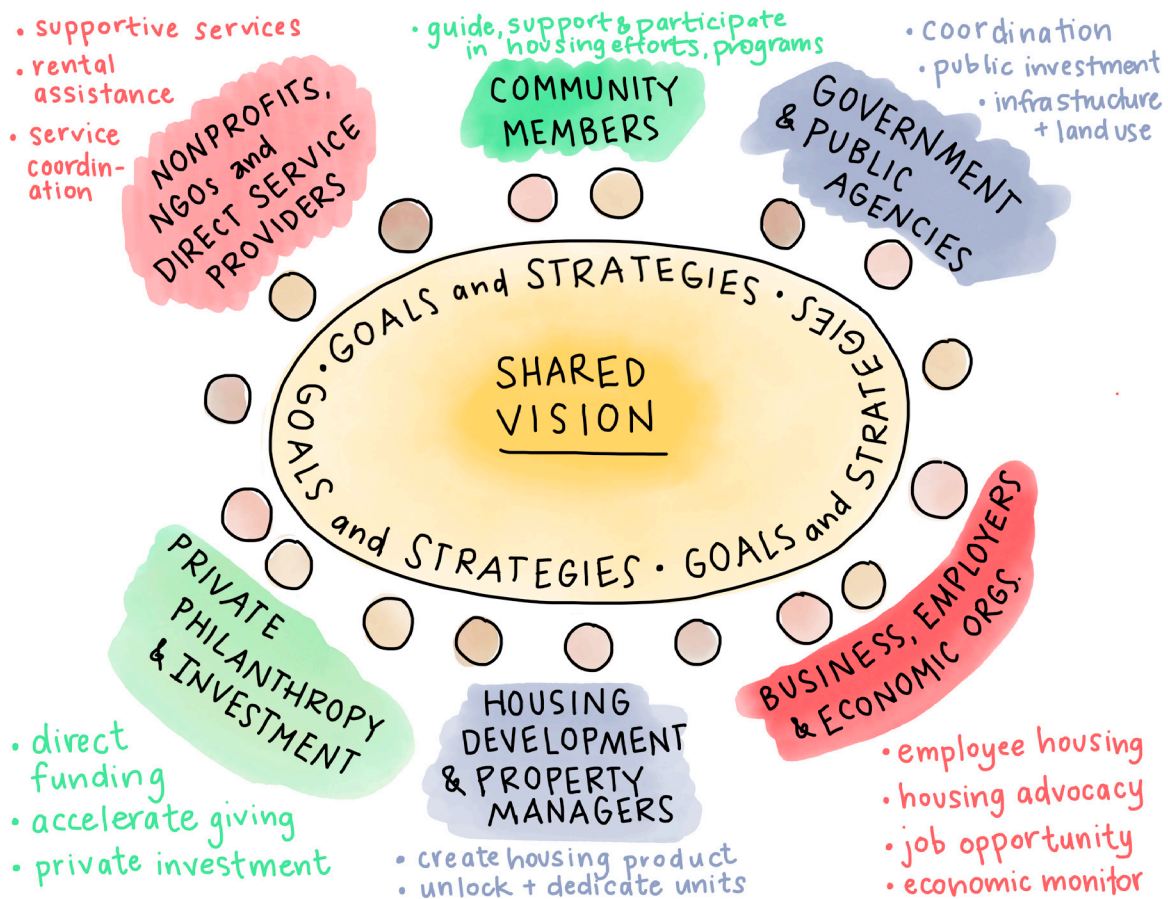 • supportive services
• rental
assistance
• service
coordin-
ation
NONPROFITS,
NGOs and
DIRECT SERVICE
PROVIDERS
• guide, support & participate
in housing efforts, programs
COMMUNITY
MEMBERS
• coordination
• public investment
• infrastructure
+ land use
GOVERNMENT
& PUBLIC
AGENCIES
• GOALS and STRATEGIES • GOALS and STRATEGIES • GOALS and STRATEGIES
SHARED
VISION
PRIVATE
PHILANTHROPY
& INVESTMENT
• direct
funding
• accelerate giving
• private investment
HOUSING
DEVELOPMENT
& PROPERTY
MANAGERS
• create housing product
• unlock + dedicate units
BUSINESS, EMPLOYERS
& ECONOMIC ORGS.
• employee housing
• housing advocacy
• job opportunity
• economic monitor